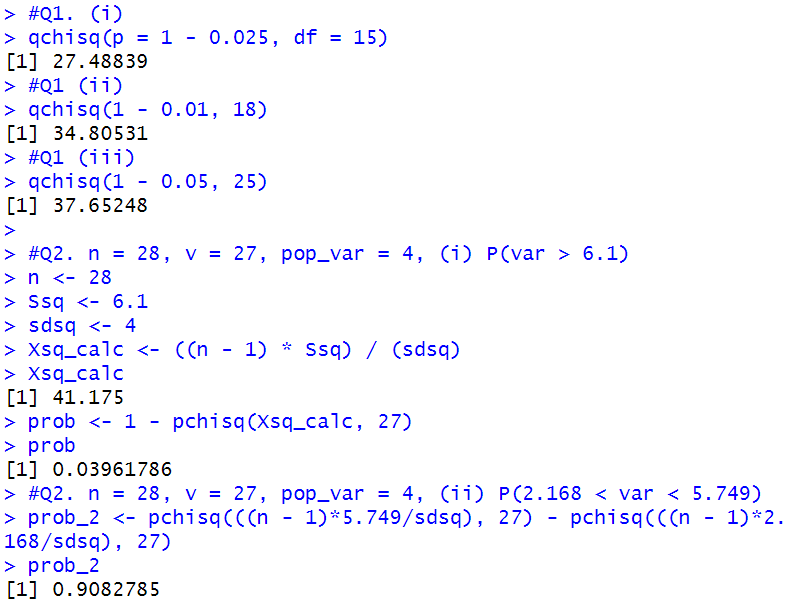 > #Q1. (i)
> qchisq(p = 1 - 0.025, df = 15)
[1] 27.48839
> #Q1 (ii)
> qchisq(1 - 0.01, 18)
[1] 34.80531
> #Q1 (iii)
> qchisq(1 - 0.05, 25)
[1] 37.65248
>
> #Q2. n = 28, v = 27, pop_var = 4, (i) P(var > 6.1)
> n <- 28
> Ssq <- 6.1
> sdsq <- 4
> Xsq_calc <- ((n - 1) * Ssq) / (sdsq)
> Xsq_calc
[1] 41.175
> prob <- 1 - pchisq(Xsq_calc, 27)
> prob
[1] 0.03961786
> #Q2. n = 28, v = 27, pop_var = 4, (ii) P(2.168 < var < 5.749)
> prob_2 <- pchisq(((n - 1)*5.749/sdsq), 27) - pchisq(((n - 1)*2.
168/sdsq), 27)
> prob_2
[1] 0.9082785